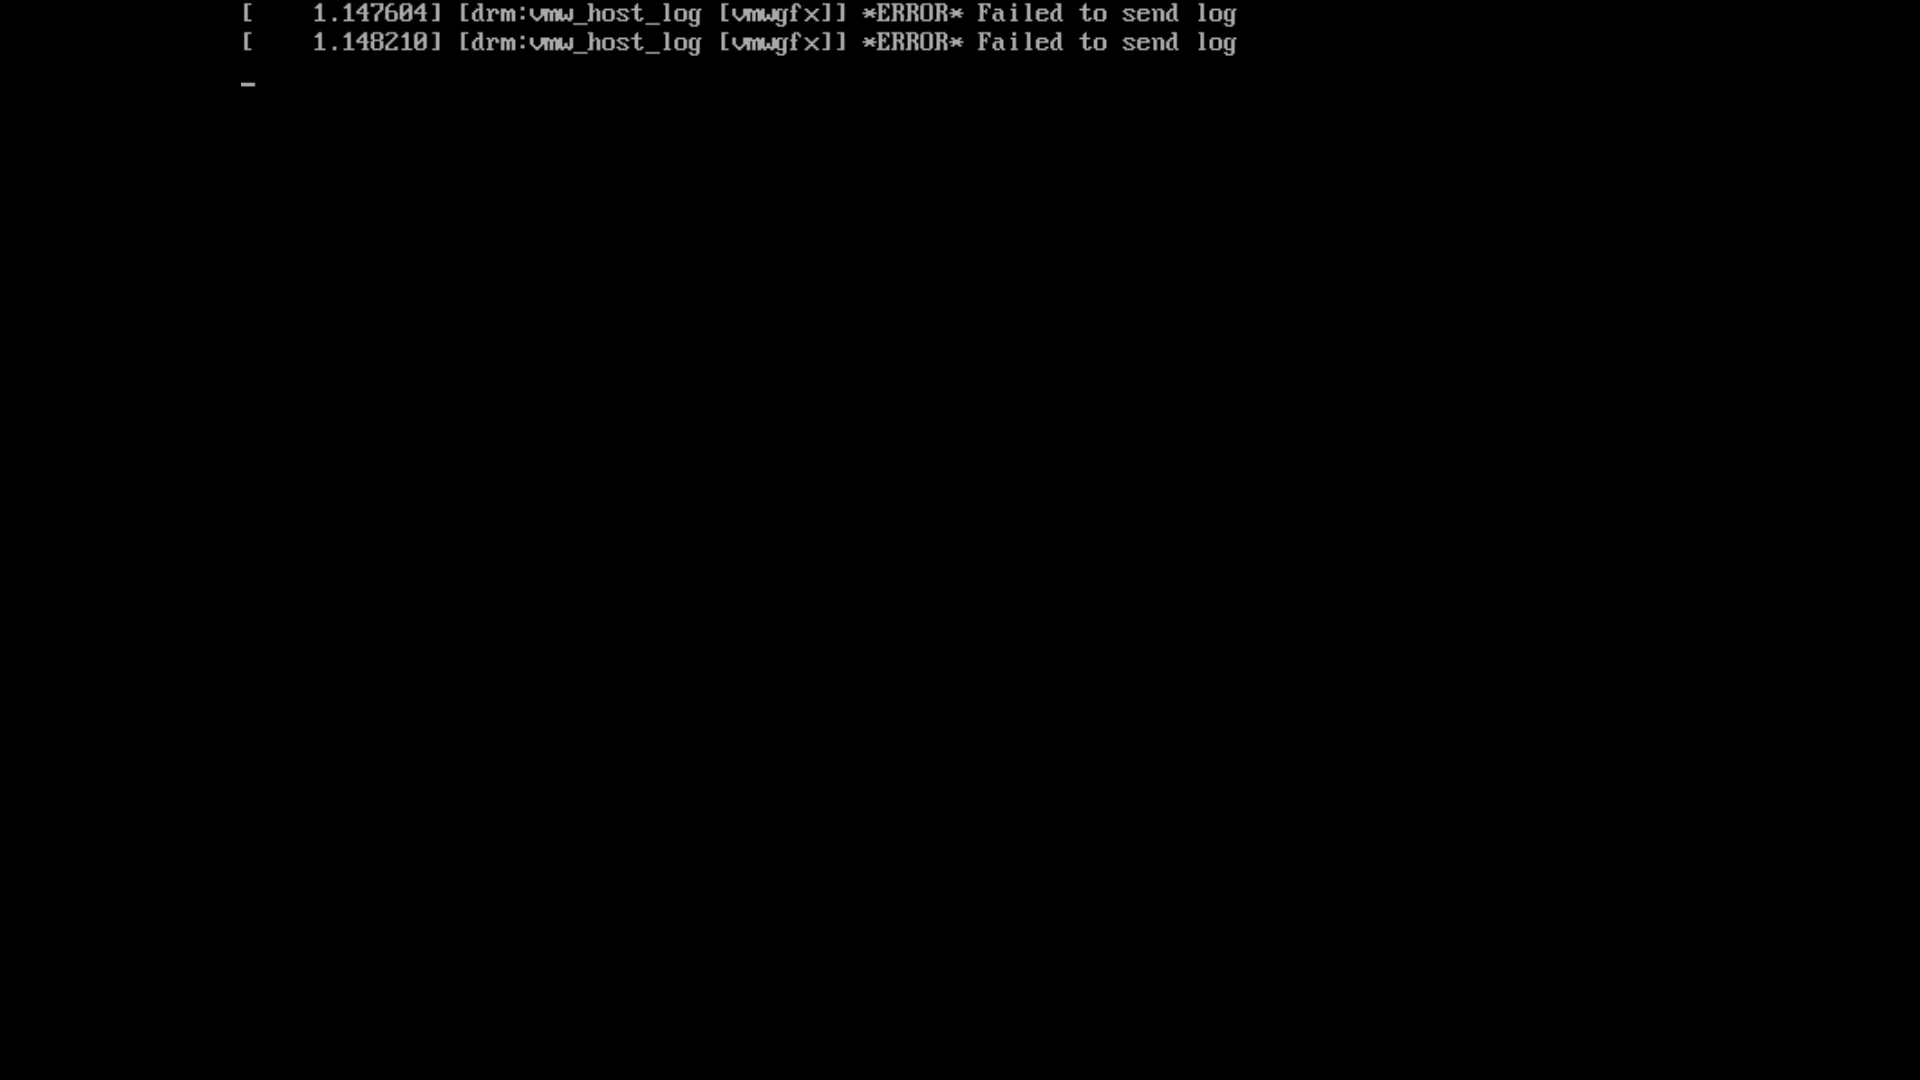 [    1.147604] [drm:vmw_host_log [vmwgfx]] *ERROR* Failed to send log
[    1.148210] [drm:vmw_host_log [vmwgfx]] *ERROR* Failed to send log